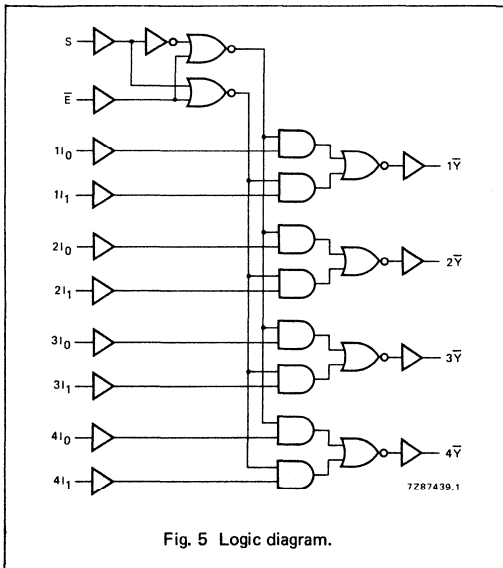 S
E̅
1I₀
1I₁
1Y̅
2I₀
2I₁
2Y̅
3I₀
3I₁
3Y̅
4I₀
4I₁
4Y̅
7Z87439.1
Fig. 5 Logic diagram.